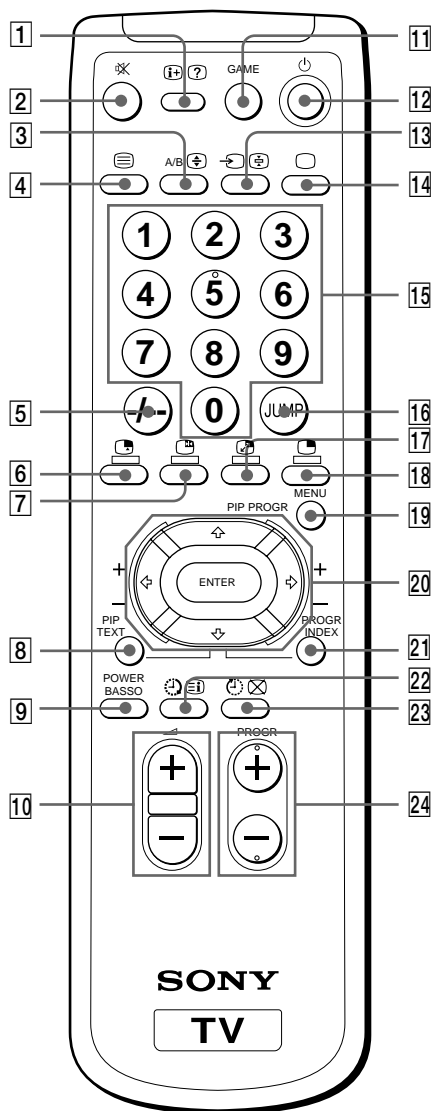 1
11
GAME
2
12
3
13
A/B
4
14
1 2 3
4 5 6
15
7 8 9
5
-/--
0
JUMP
16
17
6
7
18
MENU
PIP PROGR
19
+ +
ENTER
20
− −
PIP TEXT
PROGR INDEX
8
21
POWER BASSO
22
9
23
PROGR
+ +
10
24
− −
SONY
TV